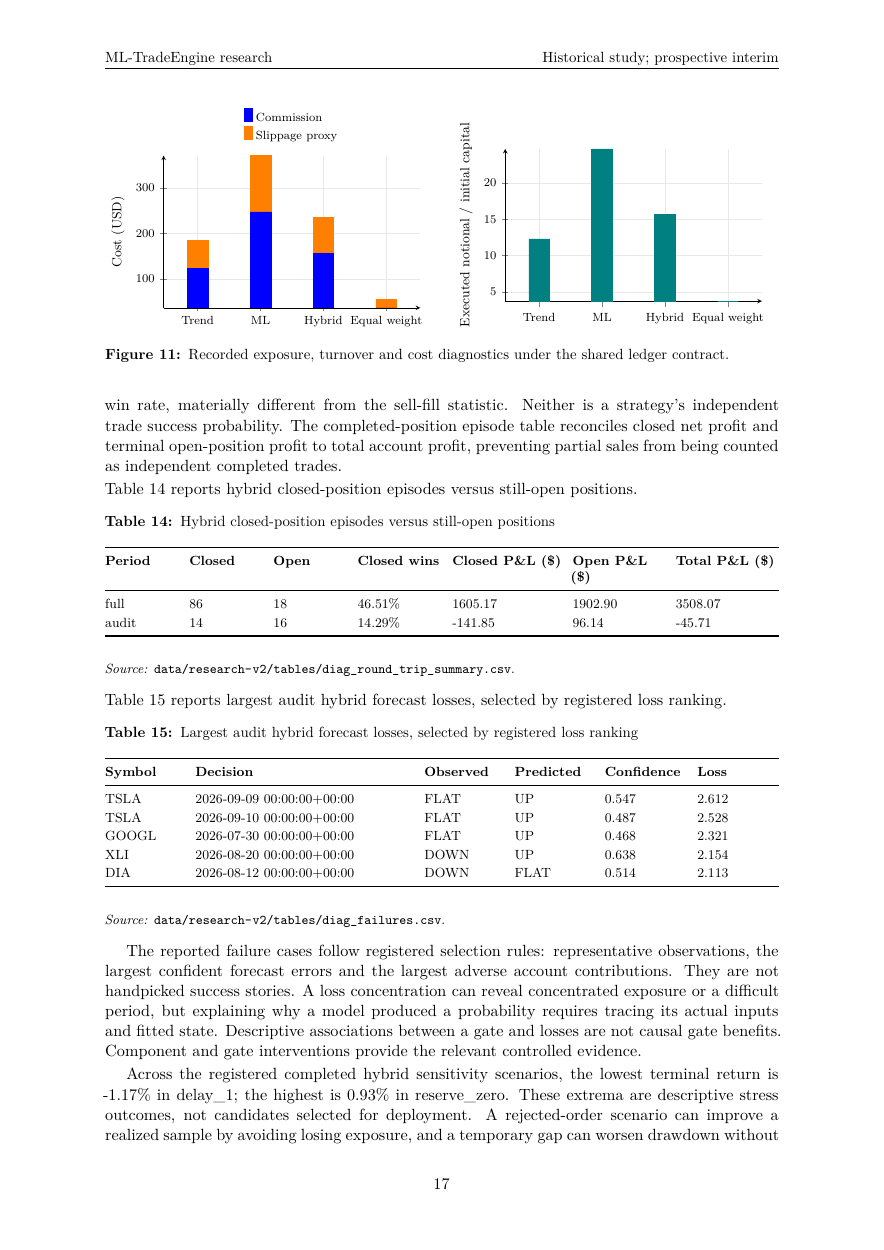 ML-TradeEngine research
Historical study; prospective interim
Commission
Slippage proxy
Cost (USD)
300
200
100
Trend
ML
Hybrid
Equal weight
Executed notional / initial capital
20
15
10
5
Trend
ML
Hybrid
Equal weight
Figure 11: Recorded exposure, turnover and cost diagnostics under the shared ledger contract.
win rate, materially different from the sell-fill statistic. Neither is a strategy's independent
trade success probability. The completed-position episode table reconciles closed net profit and
terminal open-position profit to total account profit, preventing partial sales from being counted
as independent completed trades.
Table 14 reports hybrid closed-position episodes versus still-open positions.
Table 14: Hybrid closed-position episodes versus still-open positions
Period Closed Open Closed wins Closed P&L ($) Open P&L ($) Total P&L ($)
full 86 18 46.51% 1605.17 1902.90 3508.07
audit 14 16 14.29% -141.85 96.14 -45.71
Source: data/research-v2/tables/diag_round_trip_summary.csv.
Table 15 reports largest audit hybrid forecast losses, selected by registered loss ranking.
Table 15: Largest audit hybrid forecast losses, selected by registered loss ranking
Symbol Decision Observed Predicted Confidence Loss
TSLA 2026-09-09 00:00:00+00:00 FLAT UP 0.547 2.612
TSLA 2026-09-10 00:00:00+00:00 FLAT UP 0.487 2.528
GOOGL 2026-07-30 00:00:00+00:00 FLAT UP 0.468 2.321
XLI 2026-08-20 00:00:00+00:00 DOWN UP 0.638 2.154
DIA 2026-08-12 00:00:00+00:00 DOWN FLAT 0.514 2.113
Source: data/research-v2/tables/diag_failures.csv.
The reported failure cases follow registered selection rules: representative observations, the
largest confident forecast errors and the largest adverse account contributions. They are not
handpicked success stories. A loss concentration can reveal concentrated exposure or a difficult
period, but explaining why a model produced a probability requires tracing its actual inputs
and fitted state. Descriptive associations between a gate and losses are not causal gate benefits.
Component and gate interventions provide the relevant controlled evidence.
Across the registered completed hybrid sensitivity scenarios, the lowest terminal return is
-1.17% in delay_1; the highest is 0.93% in reserve_zero. These extrema are descriptive stress
outcomes, not candidates selected for deployment. A rejected-order scenario can improve a
realized sample by avoiding losing exposure, and a temporary gap can worsen drawdown without
17